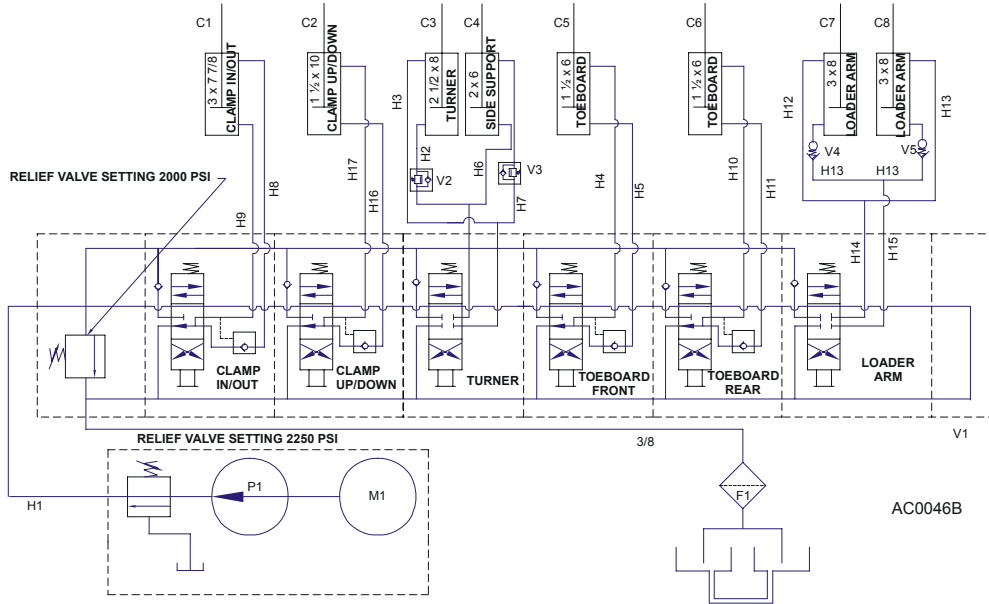 C1
C2
C3
C4
C5
C6
C7
C8
3 x 7 7/8
CLAMP IN/OUT
1 ½ x 10
CLAMP UP/DOWN
2 1/2 x 8
TURNER
2 x 6
SIDE SUPPORT
1 ½ x 6
TOEBOARD
1 ½ x 6
TOEBOARD
3 x 8
LOADER ARM
3 x 8
LOADER ARM
H3
H12
H13
H2
V2
H6
V3
H7
V4
V5
H13
H13
RELIEF VALVE SETTING 2000 PSI
H9
H8
H17
H16
H4
H5
H10
H11
H14
H15
CLAMP
IN/OUT
CLAMP
UP/DOWN
TURNER
TOEBOARD
FRONT
TOEBOARD
REAR
LOADER
ARM
RELIEF VALVE SETTING 2250 PSI
3/8
V1
H1
P1
M1
F1
AC0046B